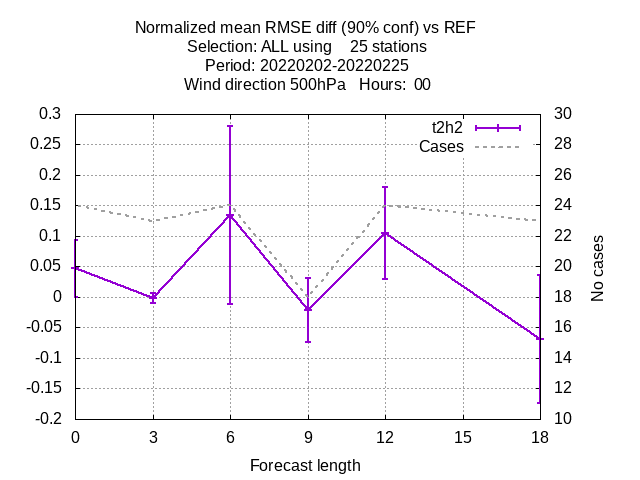 Normalized mean RMSE diff (90% conf) vs REF
Selection: ALL using    25 stations
Period: 20220202-20220225
Wind direction 500hPa   Hours:  00
0.3
0.25
0.2
0.15
0.1
0.05
0
-0.05
-0.1
-0.15
-0.2
t2h2
Cases
30
28
26
24
22
20
18
16
14
12
10
No cases
0 3 6 9 12 15 18
Forecast length